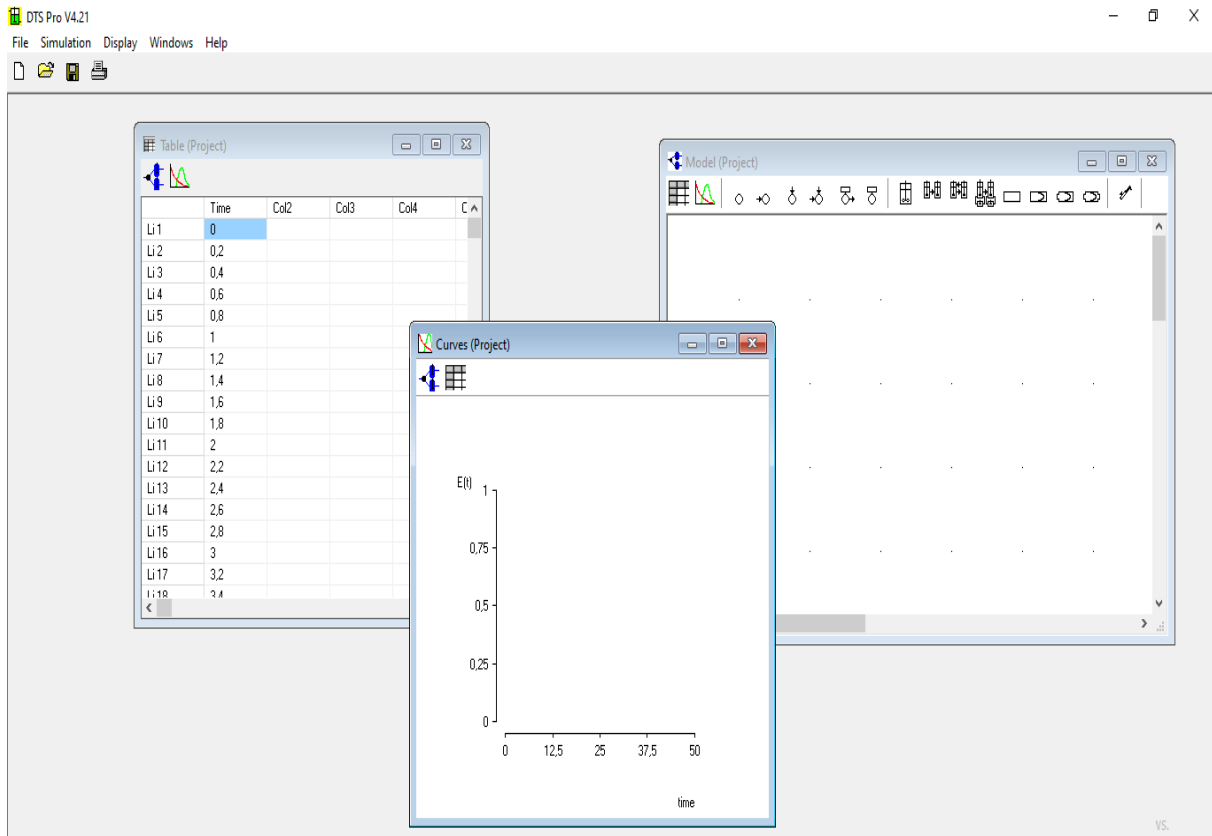 DTS Pro V4.21
File Simulation Display Windows Help
Table (Project)
Time Col2 Col3 Col4 C
Li 1 0
Li 2 0,2
Li 3 0,4
Li 4 0,6
Li 5 0,8
Li 6 1
Li 7 1,2
Li 8 1,4
Li 9 1,6
Li 10 1,8
Li 11 2
Li 12 2,2
Li 13 2,4
Li 14 2,6
Li 15 2,8
Li 16 3
Li 17 3,2
Li 18 3,4
Model (Project)
Curves (Project)
E(t)
1
0,75
0,5
0,25
0
0 12,5 25 37,5 50
time
VS.